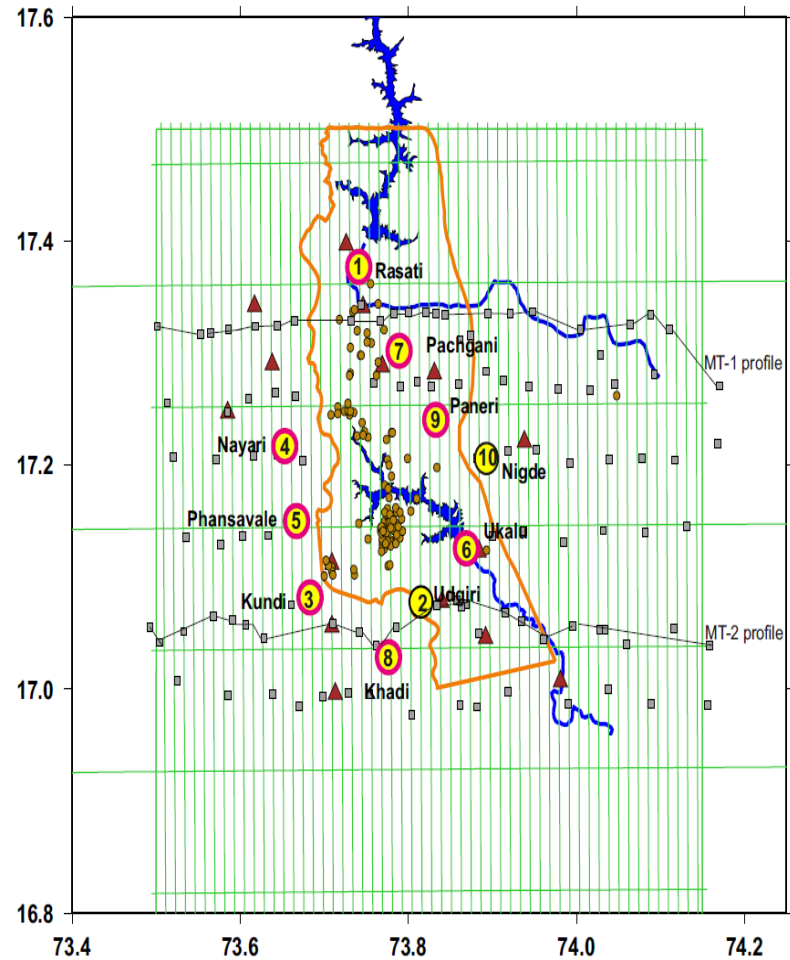 17.6
17.4
1
Rasati
7
Pachgani
MT-1 profile
9
Paneri
Nayari
4
17.2
10
Nigde
Phansavale
5
Ukalu
6
Kundi
3
2
Udgiri
MT-2 profile
8
Khadi
17.0
16.8
73.4
73.6
73.8
74.0
74.2